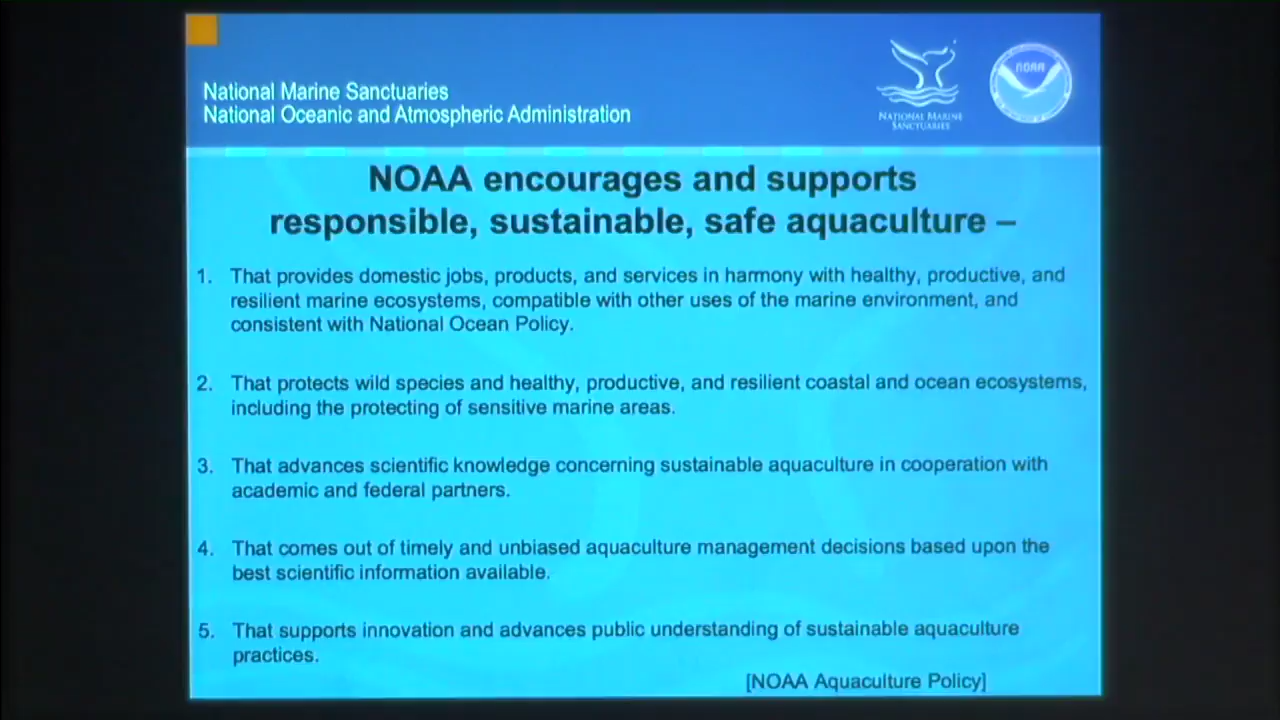 National Marine Sanctuaries
National Oceanic and Atmospheric Administration
NATIONAL MARINE
SANCTUARIES
NOAA
NOAA encourages and supports
responsible, sustainable, safe aquaculture –
1. That provides domestic jobs, products, and services in harmony with healthy, productive, and
resilient marine ecosystems, compatible with other uses of the marine environment, and
consistent with National Ocean Policy.
2. That protects wild species and healthy, productive, and resilient coastal and ocean ecosystems,
including the protecting of sensitive marine areas.
3. That advances scientific knowledge concerning sustainable aquaculture in cooperation with
academic and federal partners.
4. That comes out of timely and unbiased aquaculture management decisions based upon the
best scientific information available.
5. That supports innovation and advances public understanding of sustainable aquaculture
practices.
[NOAA Aquaculture Policy]